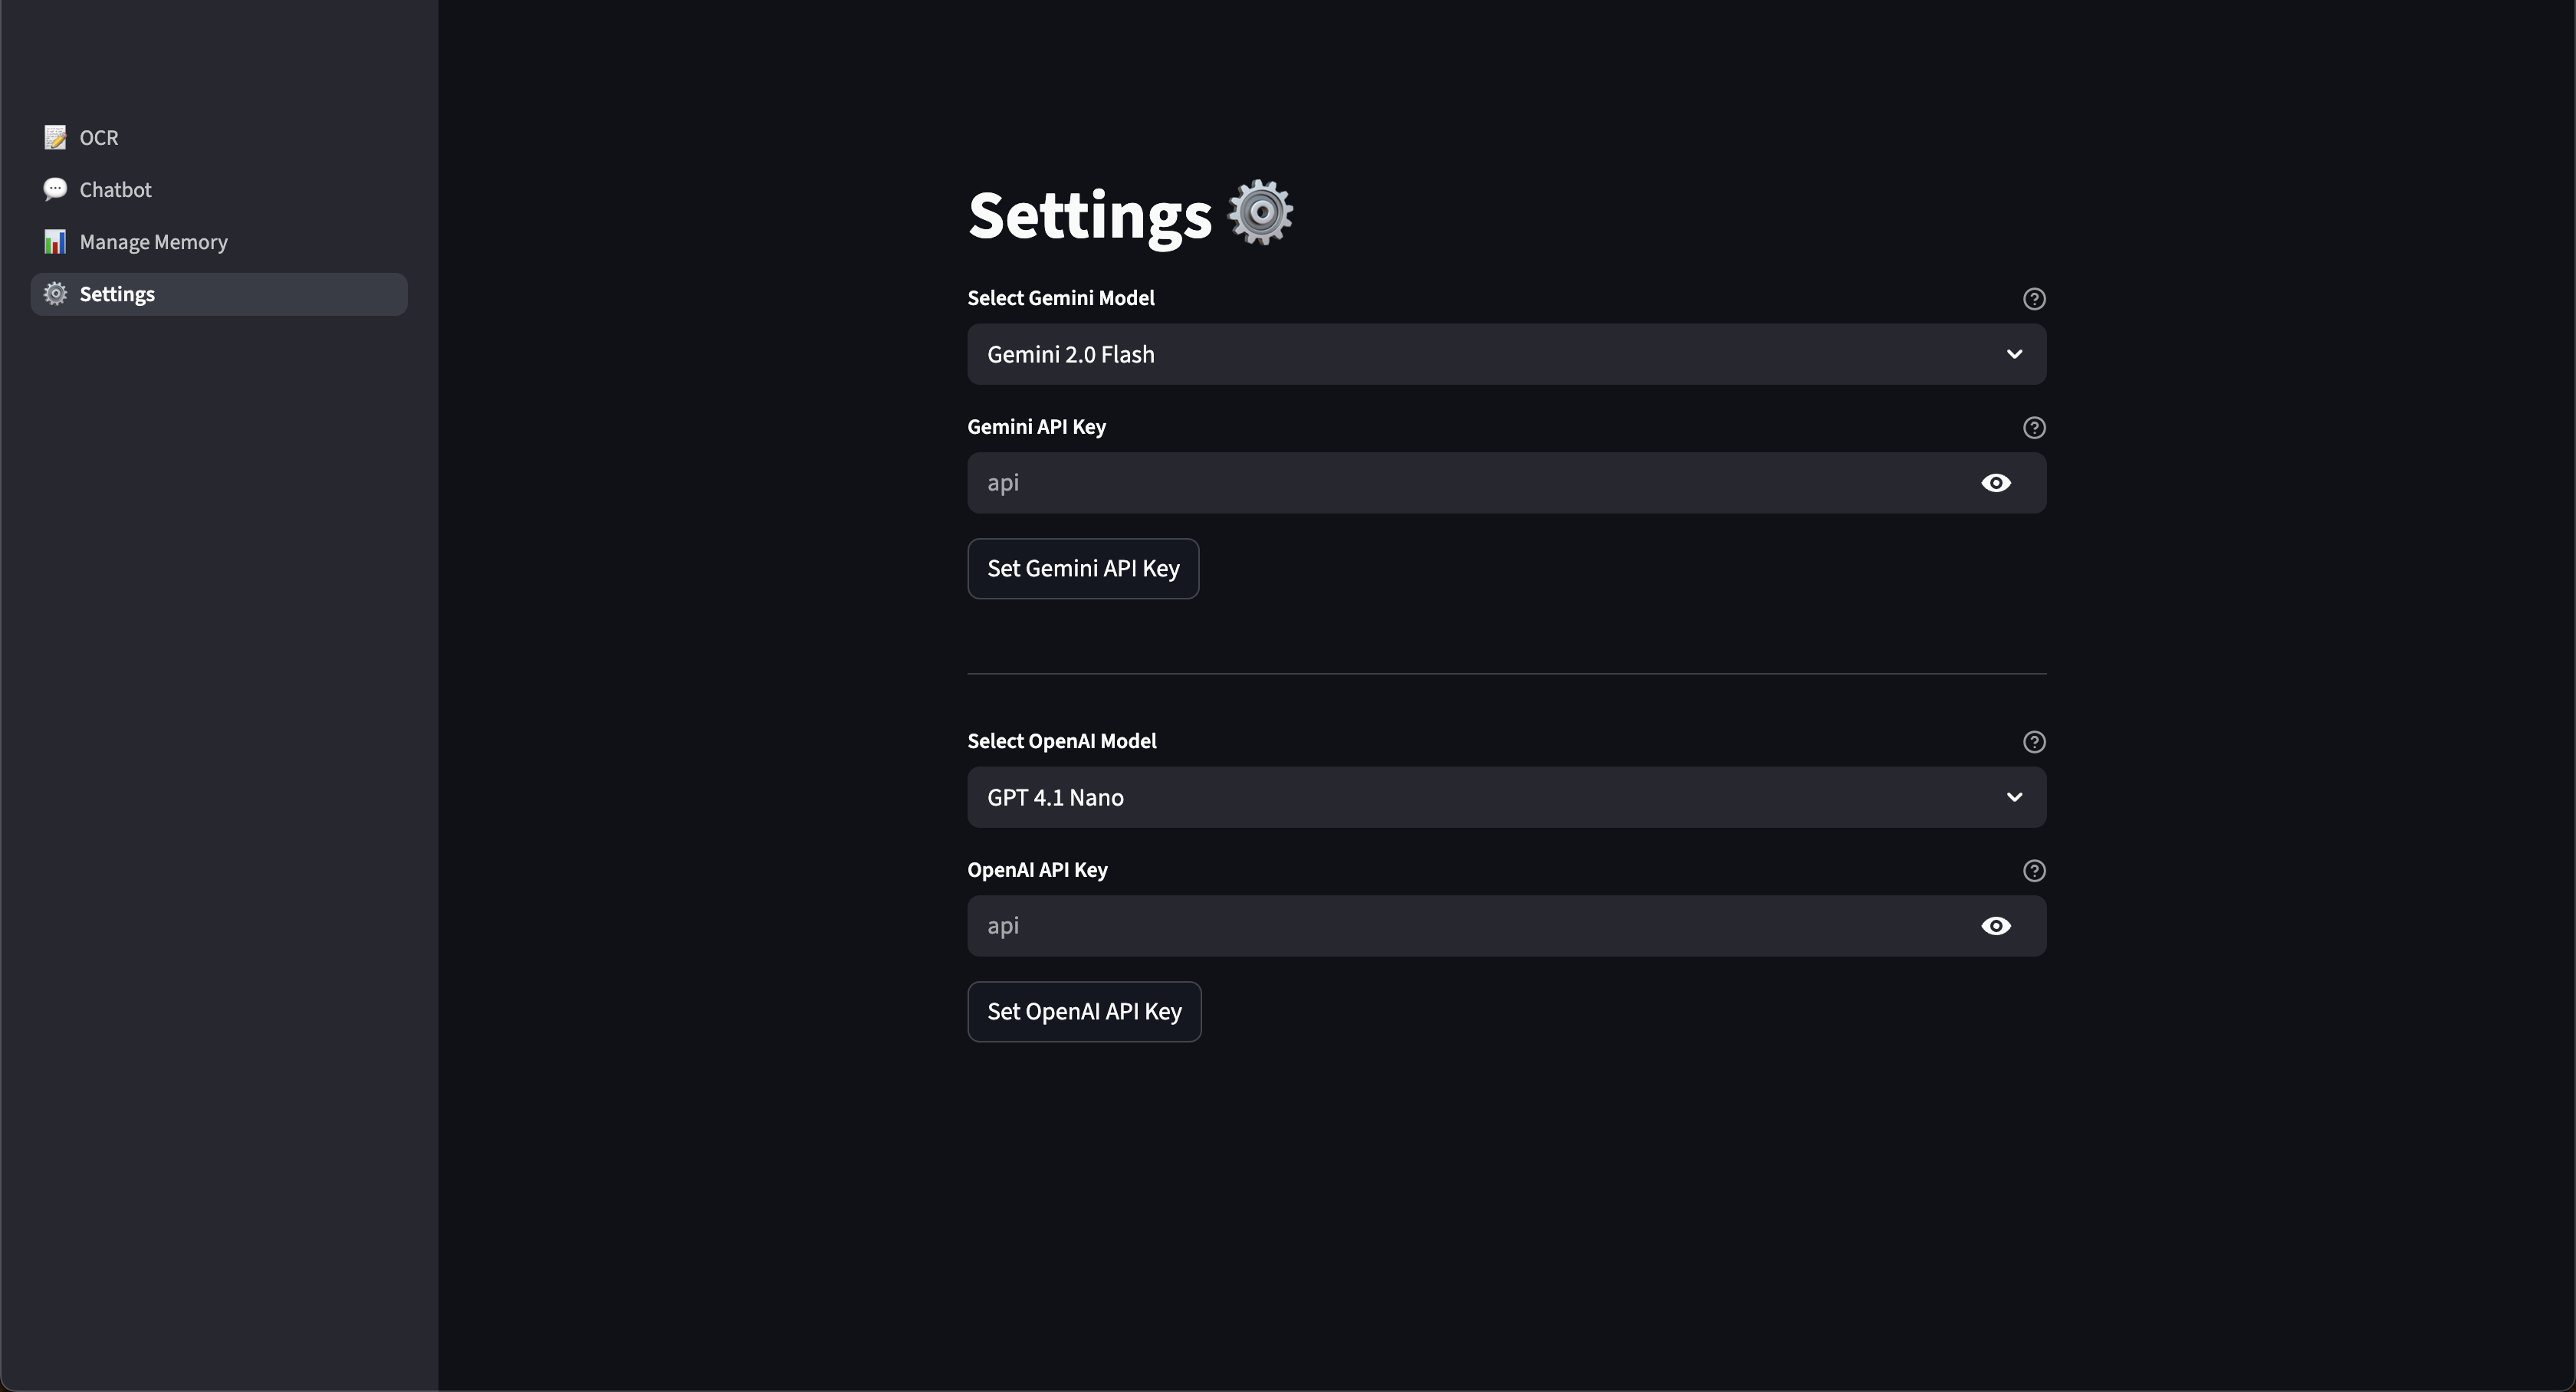 OCR
Chatbot
Manage Memory
Settings
Settings
Select Gemini Model
Gemini 2.0 Flash
Gemini API Key
api
Set Gemini API Key
Select OpenAI Model
GPT 4.1 Nano
OpenAI API Key
api
Set OpenAI API Key